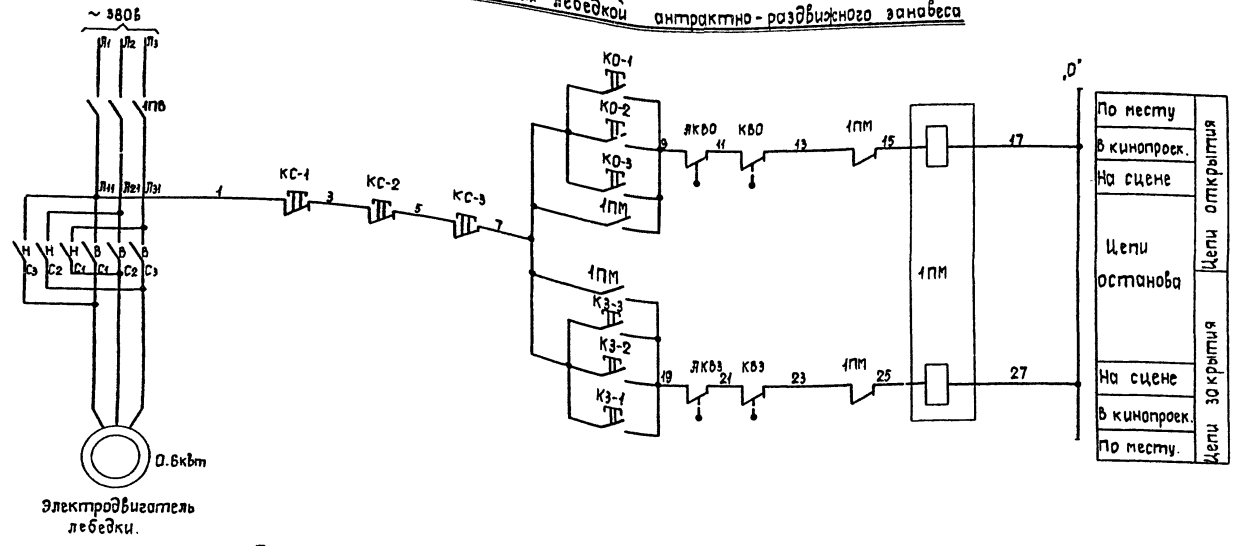 лебедкой антрактно-раздвижного занавеса
~ 380В
Л1 Л2 Л3
1ПВ
Л11 Л21 Л31
1
КС-1
3
КС-2
5
КС-3
7
Н Н Н В В В
С3 С2 С1 С1 С2 С3
0.6квт
Электродвигатель
лебедки.
КО-1
КО-2
КО-3
1ПМ
9
ЯКВО
11
КВО
13
1ПМ
15
17
„0"
1ПМ
1ПМ
КЗ-3
КЗ-2
КЗ-1
19
ЯКВЗ
21
КВЗ
23
1ПМ
25
27
По месту
В кинопроек.
На сцене
Цепи открытия
Цепи
останова
На сцене
В кинопроек.
По месту.
Цепи закрытия